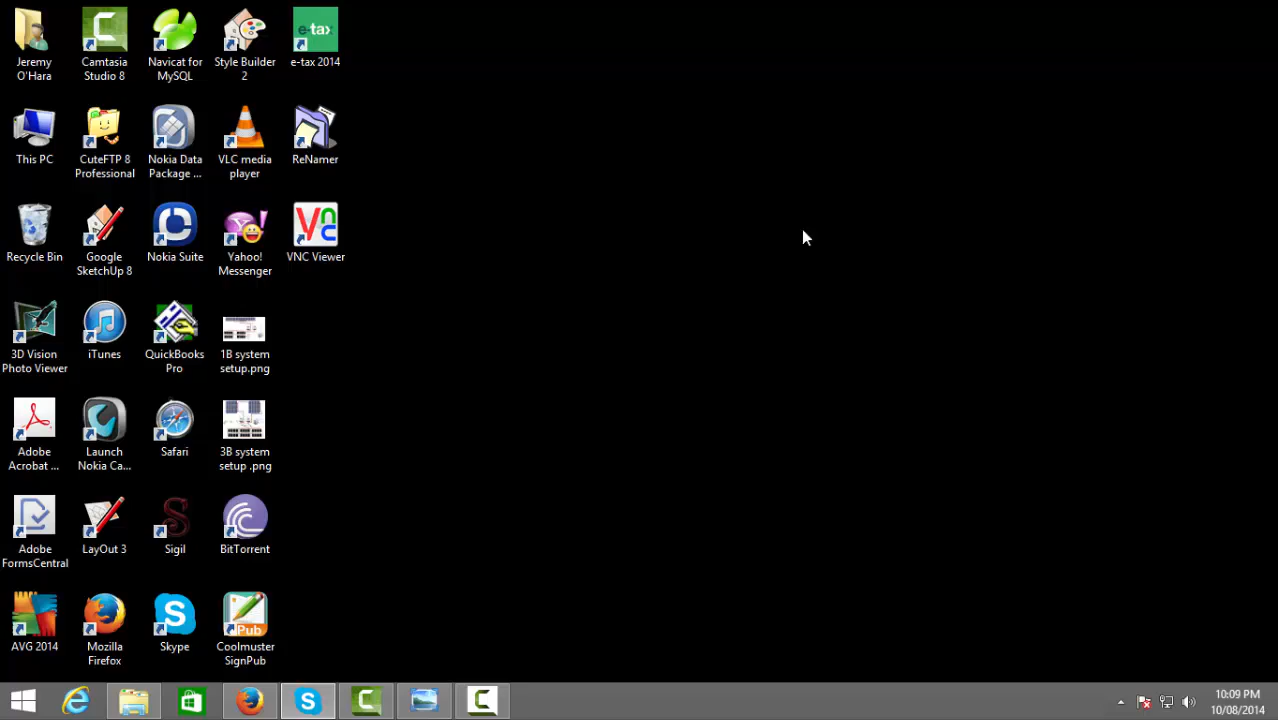 Jeremy
O'Hara
Camtasia
Studio 8
Navicat for
MySQL
Style Builder
2
e-tax
e-tax 2014
This PC
CuteFTP 8
Professional
Nokia Data
Package ...
VLC media
player
ReNamer
Recycle Bin
Google
SketchUp 8
Nokia Suite
Yahoo!
Messenger
VNC Viewer
3D Vision
Photo Viewer
iTunes
QuickBooks
Pro
1B system
setup.png
Adobe
Acrobat ...
Launch
Nokia Ca...
Safari
3B system
setup .png
Adobe
FormsCentral
LayOut 3
Sigil
BitTorrent
AVG 2014
Mozilla
Firefox
Skype
Pub
Coolmuster
SignPub
10:09 PM
10/08/2014